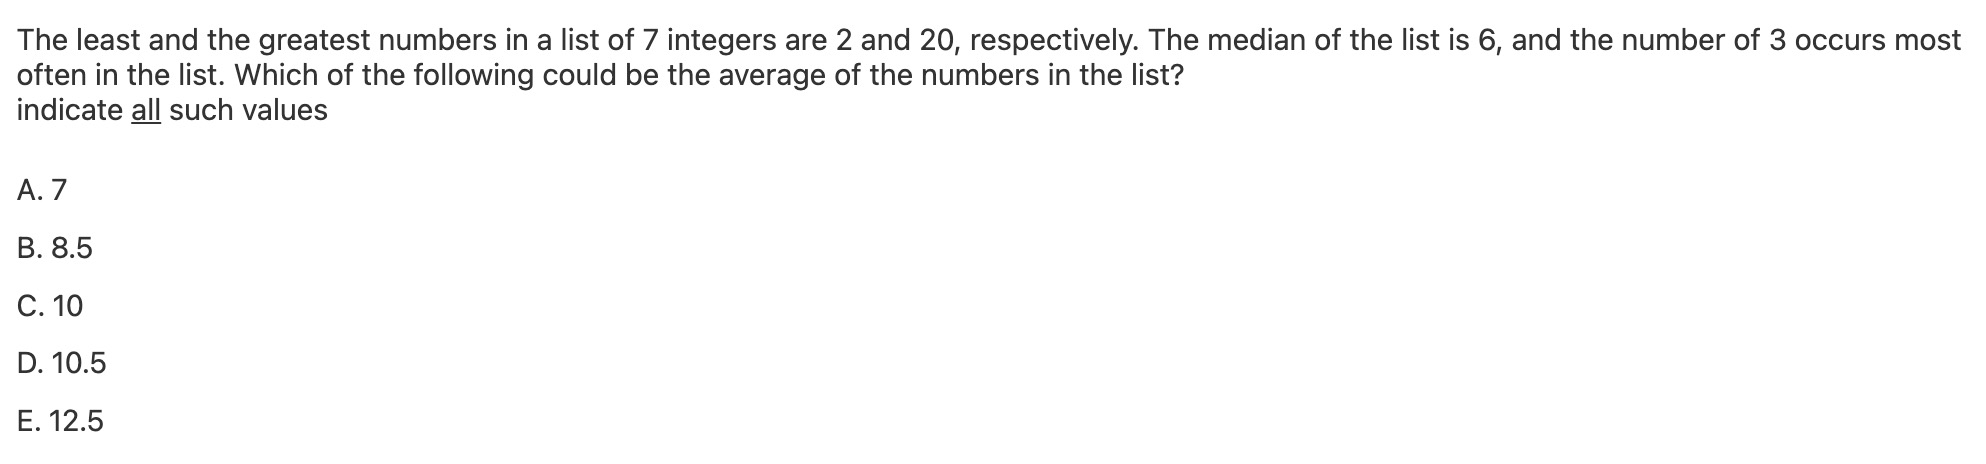 The least and the greatest numbers in a list of 7 integers are 2 and 20, respectively. The median of the list is 6, and the number of 3 occurs most
often in the list. Which of the following could be the average of the numbers in the list?
indicate all such values
A. 7
B. 8.5
C. 10
D. 10.5
E. 12.5